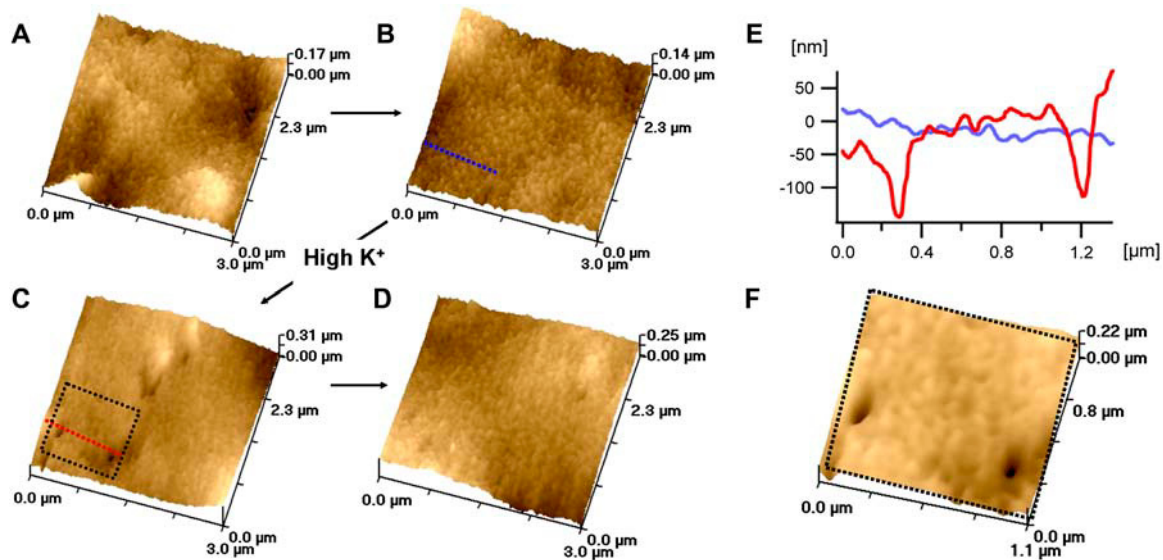 A
0.17 µm
0.00 µm
2.3 µm
0.0 µm
0.0 µm
3.0 µm
B
0.14 µm
0.00 µm
2.3 µm
0.0 µm
0.0 µm
3.0 µm
E
[nm]
50
0
-50
-100
0.0
0.4
0.8
1.2
[µm]
High K⁺
C
0.31 µm
0.00 µm
2.3 µm
0.0 µm
0.0 µm
3.0 µm
D
0.25 µm
0.00 µm
2.3 µm
0.0 µm
0.0 µm
3.0 µm
F
0.22 µm
0.00 µm
0.8 µm
0.0 µm
0.0 µm
1.1 µm